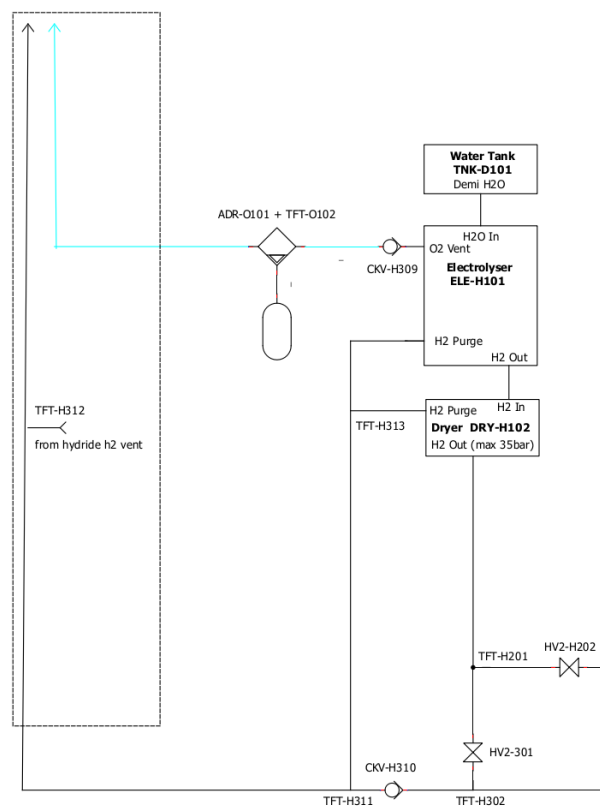 Water Tank
TNK-D101
Demi H2O
ADR-O101 + TFT-O102
H2O In
O2 Vent
CKV-H309
Electrolyser
ELE-H101
H2 Purge
H2 Out
TFT-H312
from hydride h2 vent
H2 In
H2 Purge
TFT-H313
Dryer DRY-H102
H2 Out (max 35bar)
HV2-H202
TFT-H201
HV2-301
CKV-H310
TFT-H311
TFT-H302